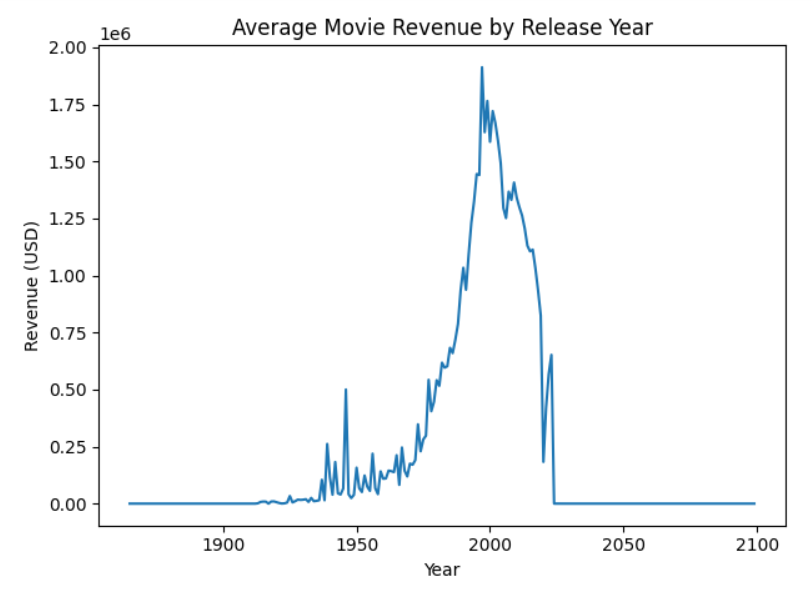 Average Movie Revenue by Release Year
1e6
2.00
1.75
1.50
1.25
1.00
0.75
0.50
0.25
0.00
Revenue (USD)
1900 1950 2000 2050 2100
Year